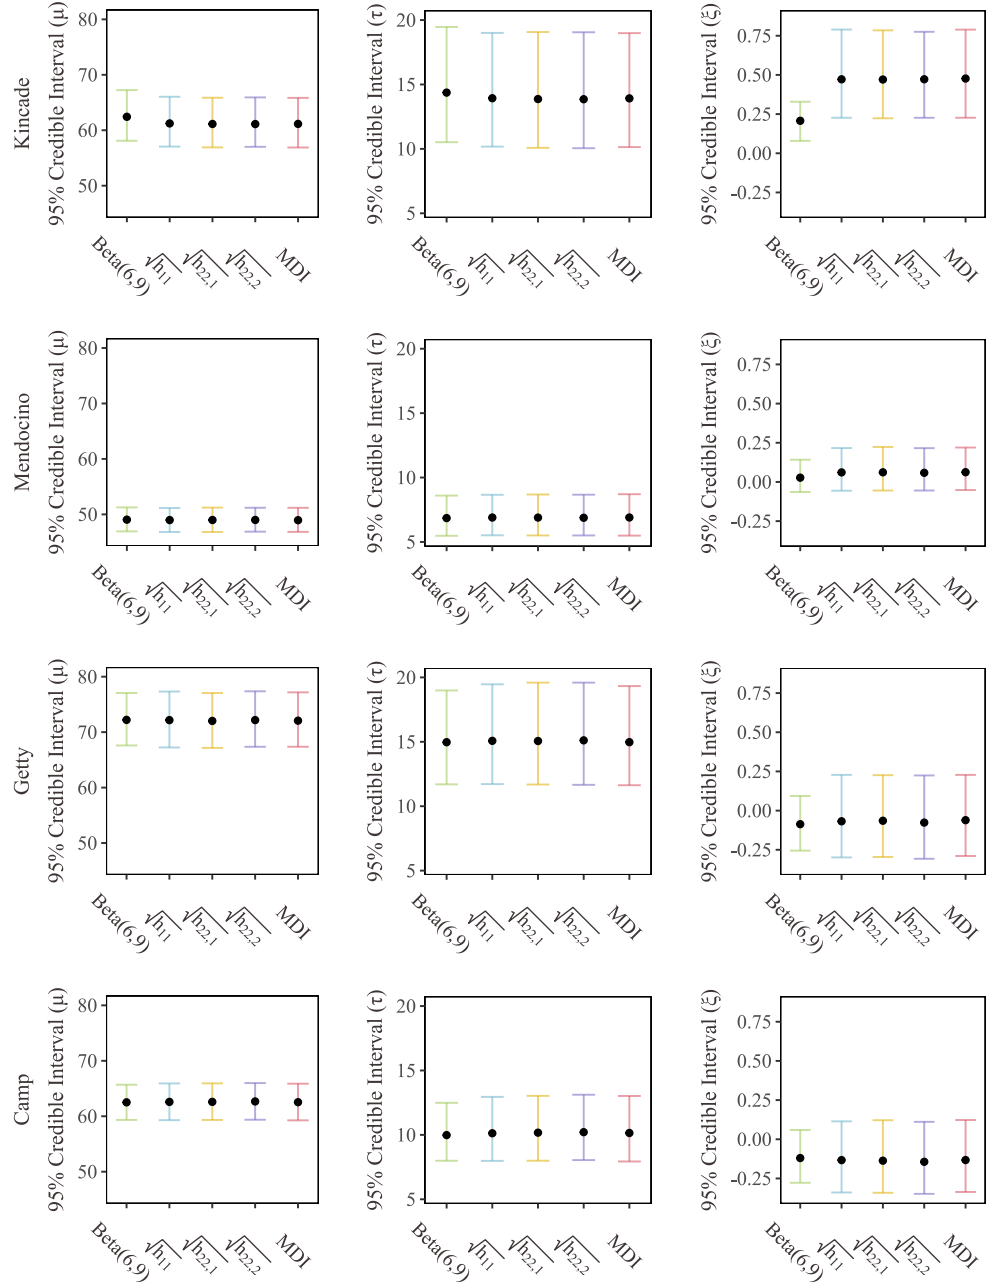 Kincade
95% Credible Interval (μ)
80
70
60
50
Beta(6,9)
√h11
√h22,1
√h22,2
MDI
95% Credible Interval (τ)
20
15
10
5
Beta(6,9)
√h11
√h22,1
√h22,2
MDI
95% Credible Interval (ξ)
0.75
0.50
0.25
0.00
-0.25
Beta(6,9)
√h11
√h22,1
√h22,2
MDI
Mendocino
95% Credible Interval (μ)
80
70
60
50
Beta(6,9)
√h11
√h22,1
√h22,2
MDI
95% Credible Interval (τ)
20
15
10
5
Beta(6,9)
√h11
√h22,1
√h22,2
MDI
95% Credible Interval (ξ)
0.75
0.50
0.25
0.00
-0.25
Beta(6,9)
√h11
√h22,1
√h22,2
MDI
Getty
95% Credible Interval (μ)
80
70
60
50
Beta(6,9)
√h11
√h22,1
√h22,2
MDI
95% Credible Interval (τ)
20
15
10
5
Beta(6,9)
√h11
√h22,1
√h22,2
MDI
95% Credible Interval (ξ)
0.75
0.50
0.25
0.00
-0.25
Beta(6,9)
√h11
√h22,1
√h22,2
MDI
Camp
95% Credible Interval (μ)
80
70
60
50
Beta(6,9)
√h11
√h22,1
√h22,2
MDI
95% Credible Interval (τ)
20
15
10
5
Beta(6,9)
√h11
√h22,1
√h22,2
MDI
95% Credible Interval (ξ)
0.75
0.50
0.25
0.00
-0.25
Beta(6,9)
√h11
√h22,1
√h22,2
MDI